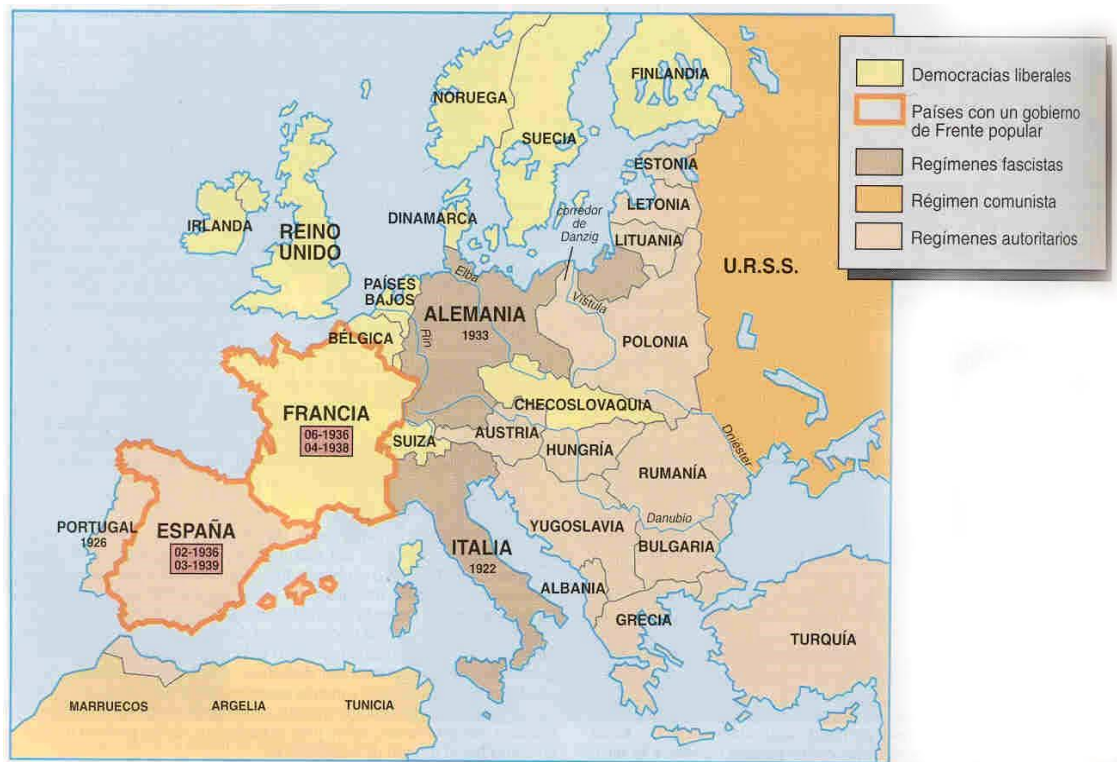 FINLANDIA
NORUEGA
SUECIA
ESTONIA
LETONIA
LITUANIA
corredor
de
Danzig
DINAMARCA
IRLANDA
REINO
UNIDO
PAÍSES
BAJOS
Elba
ALEMANIA
1933
Rin
Vístula
POLONIA
U.R.S.S.
BÉLGICA
FRANCIA
06-1936
04-1938
SUIZA
CHECOSLOVAQUIA
AUSTRIA
HUNGRÍA
Dniéster
RUMANÍA
PORTUGAL
1926
ESPAÑA
02-1936
03-1939
ITALIA
1922
YUGOSLAVIA
Danubio
BULGARIA
ALBANIA
GRECIA
TURQUÍA
MARRUECOS
ARGELIA
TUNICIA
Democracias liberales
Países con un gobierno
de Frente popular
Regímenes fascistas
Régimen comunista
Regímenes autoritarios